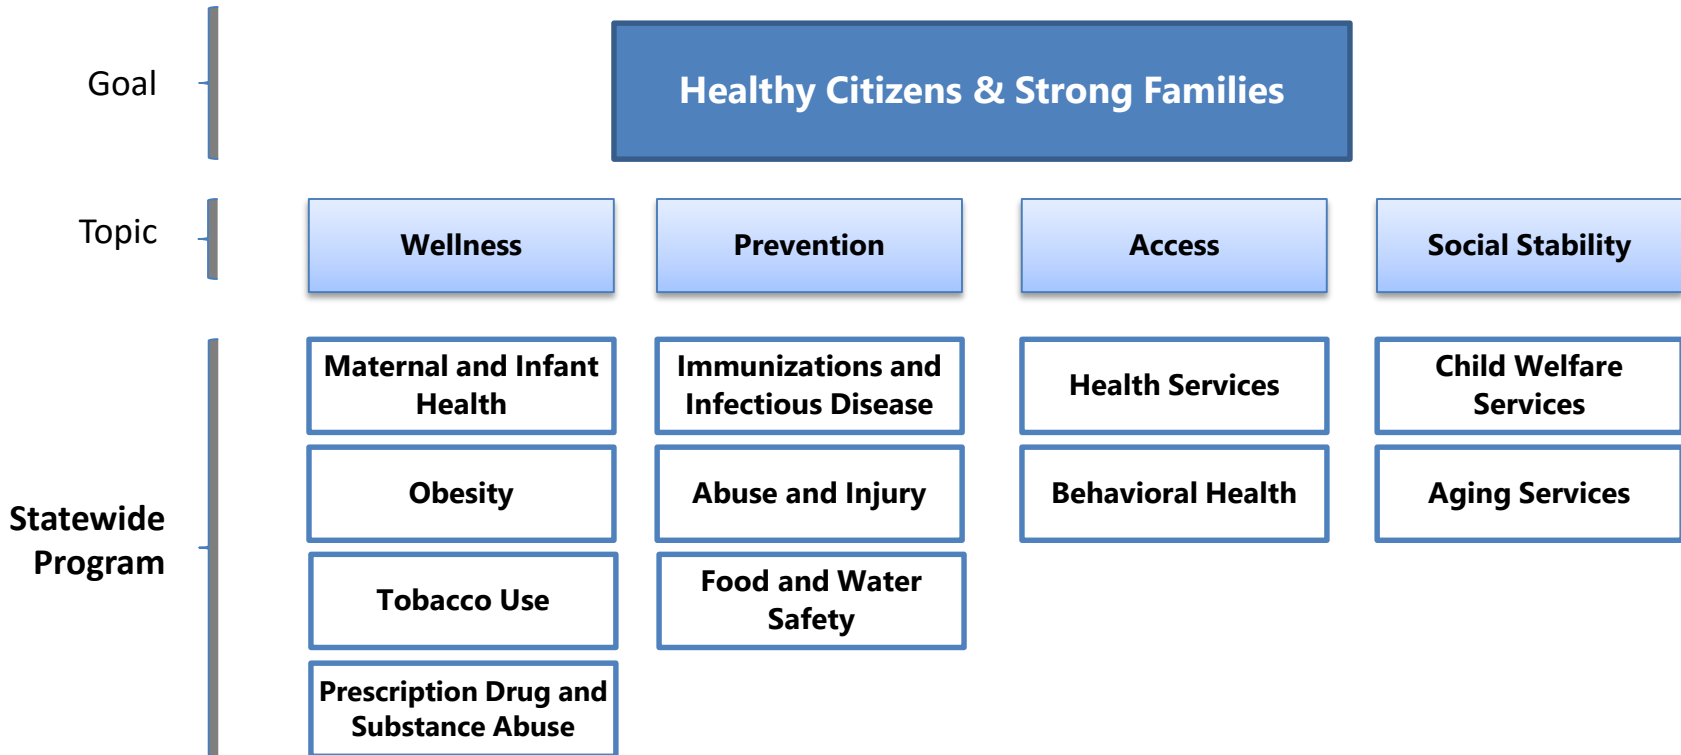 Goal
Healthy Citizens & Strong Families
Topic
Wellness
Prevention
Access
Social Stability
Statewide
Program
Maternal and Infant
Health
Immunizations and
Infectious Disease
Health Services
Child Welfare
Services
Obesity
Abuse and Injury
Behavioral Health
Aging Services
Tobacco Use
Food and Water
Safety
Prescription Drug and
Substance Abuse